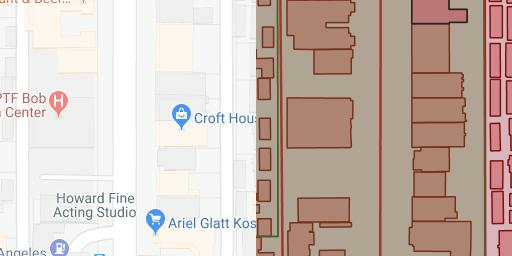 PTF Bob
Center
Croft Hous
Howard Fine
Acting Studio
Ariel Glatt Kos
Angeles